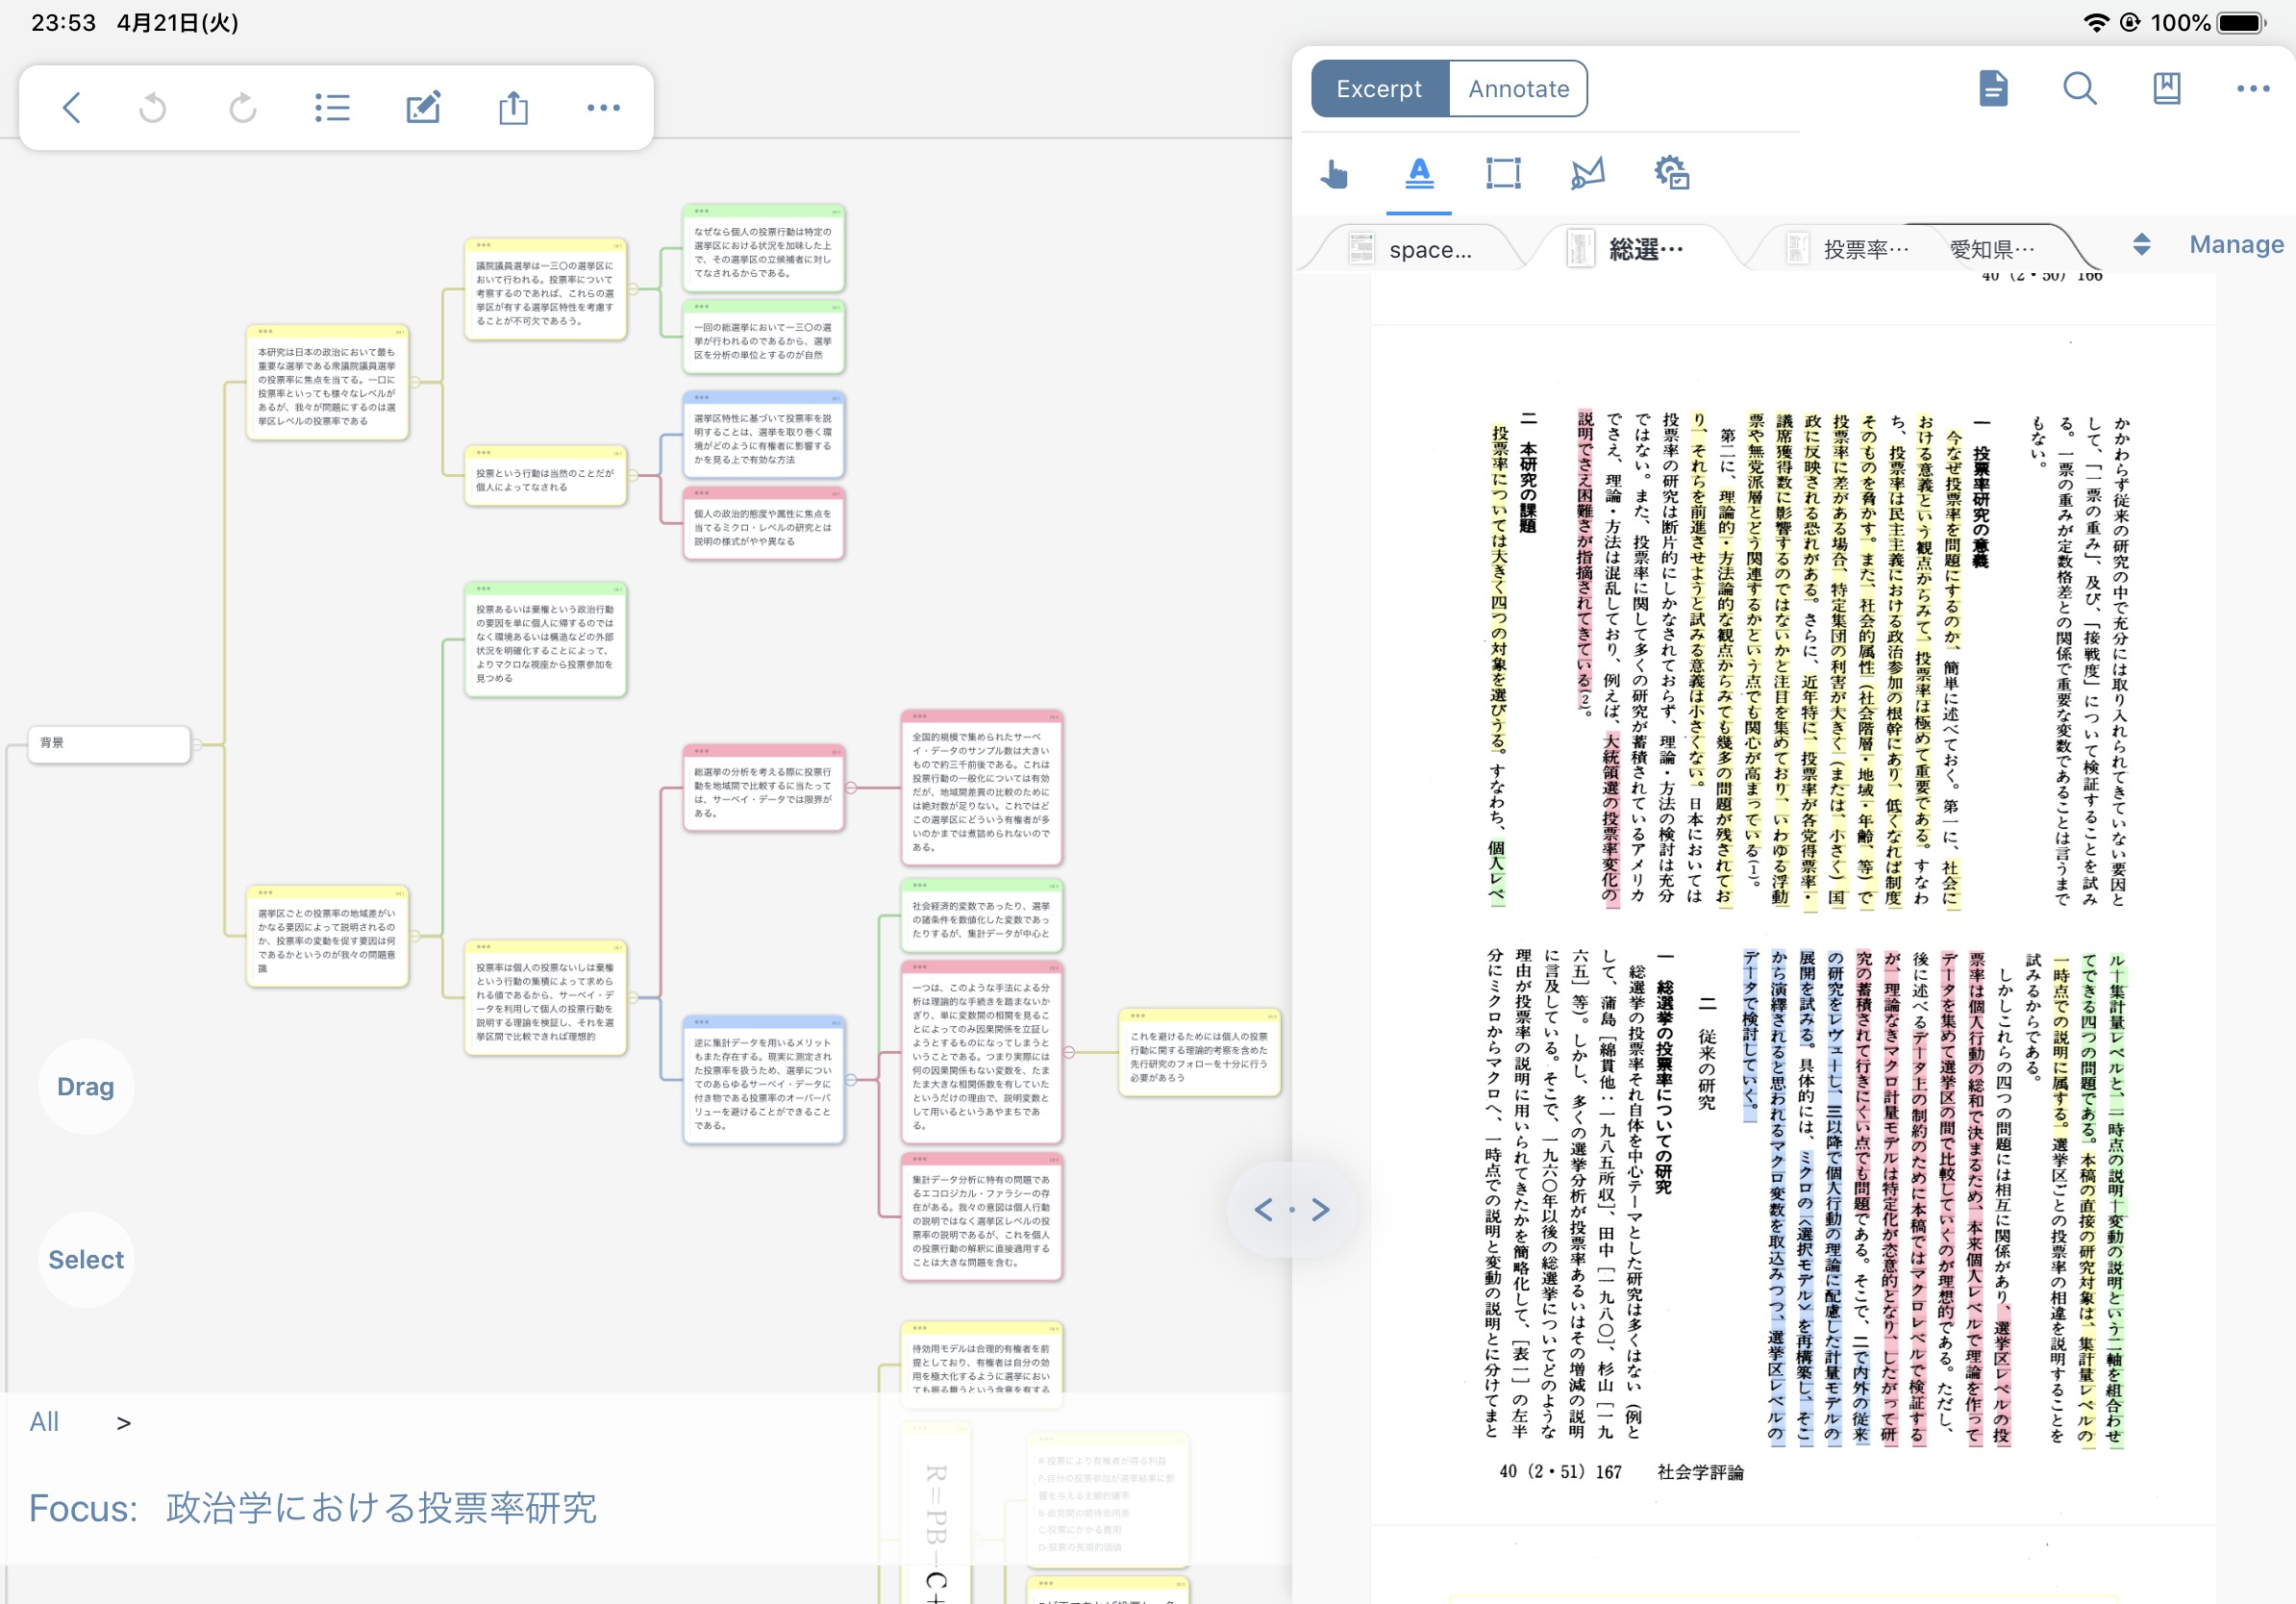 23:53 4月21日(火)
100%
Excerpt Annotate
space...
総選…
投票率…
愛知県…
Manage
なぜなら個人の投票行動は特定の
選挙区における状況を加味した上
で、その選挙区の立候補者に対し
てなされるからである。
議院議員選挙は一三〇の選挙区に
おいて行われる。投票率について
考察するのであれば、これらの選
挙区が有する選挙区特性を考慮す
ることが不可欠であろう。
一回の総選挙において一三〇の選
挙が行われるのであるから、選挙
区を分析の単位とするのが自然
本研究は日本の政治において最も
重要な選挙である衆議院議員選挙
の投票率に焦点を当てる。一口に
投票率といっても様々なレベルが
あるが、我々が問題にするのは選
挙区レベルの投票率である
選挙区特性に基づいて投票率を説
明することは、選挙を取り巻く環
境がどのように有権者に影響する
かを見る上で有効な方法
投票という行動は当然のことだが
個人によってなされる
個人の政治的態度や属性に焦点を
当てるミクロ・レベルの研究とは
説明の様式がやや異なる
投票あるいは棄権という政治行動
の要因を単に個人に帰するのでは
なく環境あるいは構造などの外部
状況を明確化することによって、
よりマクロな視座から投票参加を
見つめる
背景
総選挙の分析を考える際に投票行
動を地域間で比較するに当たって
は、サーベイ・データでは限界が
ある。
全国的規模で集められたサーベ
イ・データのサンプル数は大きい
もので約三千前後である。これは
投票行動の一般化については有効
だが、地域間差異の比較のために
は絶対数が足りない。これではど
この選挙区にどういう有権者が多
いのかまでは煮詰められないので
ある。
選挙区ごとの投票率の地域差がい
かなる要因によって説明されるの
か、投票率の変動を促す要因は何
であるかというのが我々の問題意
識
投票率は個人の投票ないしは棄権
という行動の集積によって求めら
れる値であるから、サーベイ・デ
ータを利用して個人の投票行動を
説明する理論を検証し、それを選
挙区間で比較できれば理想的
社会経済的変数であったり、選挙
の諸条件を数値化した変数であっ
たりするが、集計データが中心と
逆に集計データを用いるメリット
もまた存在する。現実に測定され
た投票率を扱うため、選挙につい
てのあらゆるサーベイ・データに
付き物である投票率のオーバーバ
リューを避けることができること
である。
一つは、このような手法による分
析は理論的な手続きを踏まないか
ぎり、単に変数間の相関を見るこ
とによってのみ因果関係を立証し
ようとするものになってしまうと
いうことである。つまり実際には
何の因果関係もない変数を、たま
たま大きな相関係数を有していた
というだけの理由で、説明変数と
して用いるというあやまちであ
る。
これを避けるためには個人の投票
行動に関する理論的考察を含めた
先行研究のフォローを十分に行う
必要があろう
集計データ分析に特有の問題であ
るエコロジカル・ファラシーの存
在がある。我々の意図は個人行動
の説明ではなく選挙区レベルの投
票率の説明であるが、これを個人
の投票行動の解釈に直接適用する
ことは大きな問題を含む。
待効用モデルは合理的有権者を前
提としており、有権者は自分の効
用を極大化するように選挙におい
ても振る舞うという含意を有する
R=PB-C+
R-投票により有権者が得る利益
P-自分の投票参加が選挙結果に影
響を与える主観的確率
B-政党間の期待効用差
C-投票にかかる費用
D-投票の長期的価値
Drag
Select
All >
Focus: 政治学における投票率研究
40 (2・50) 166
かかわらず従来の研究の中で充分には取り入れられてきていない要因と
して、「一票の重み」、及び、「接戦度」について検証することを試み
る。一票の重みが定数格差との関係で重要な変数であることは言うまで
もない。
一 投票率研究の意義
今なぜ投票率を問題にするのか、簡単に述べておく。第一に、社会に
おける意義という観点からみて、投票率は極めて重要である。すなわ
ち、投票率は民主主義における政治参加の根幹にあり、低くなれば制度
そのものを脅かす。また、社会的属性(社会階層・地域・年齢、等)で
投票率に差がある場合、特定集団の利害が大きく(または、小さく)国
政に反映される恐れがある。さらに、近年特に、投票率が各党得票率・
議席獲得数に影響するのではないかと注目を集めており、いわゆる浮動
票や無党派層とどう関連するかという点でも関心が高まっている(1)。
第二に、理論的・方法論的な観点からみても幾多の問題が残されてお
り、それらを前進させようと試みる意義は小さくない。日本においては
投票率の研究は断片的にしかなされておらず、理論・方法の検討は充分
ではない。また、投票率に関して多くの研究が蓄積されているアメリカ
でさえ、理論・方法は混乱しており、例えば、大統領選の投票率変化の
説明でさえ困難さが指摘されてきている(2)。
二 本研究の課題
投票率については大きく四つの対象を選びうる。すなわち、個人レベ
ル―集計量レベルと、一時点の説明―変動の説明という二軸を組合わせ
てできる四つの問題である。本稿の直接の研究対象は、集計量レベルの
一時点での説明に属する。選挙区ごとの投票率の相違を説明することを
試みるからである。
しかしこれらの四つの問題には相互に関係があり、選挙区レベルの投
票率は個人行動の総和で決まるため、本来個人レベルで理論を作って
データを集めて選挙区の間で比較していくのが理想的である。ただし、
後に述べるデータ上の制約のために本稿ではマクロレベルで検証する
が、理論なきマクロ計量モデルは特定化が恣意的となり、したがって研
究の蓄積されて行きにくい点でも問題である。そこで、二で内外の従来
の研究をレヴューし、三以降で個人行動の理論に配慮した計量モデルの
展開を試みる。具体的には、ミクロの〈選択モデル〉を再構築し、そこ
から演繹されると思われるマクロ変数を取込みつつ、選挙区レベルの
データで検討していく。
二 従来の研究
一 総選挙の投票率についての研究
総選挙の投票率それ自体を中心テーマとした研究は多くはない(例と
して、蒲島[綿貫他:一九八五所収]、田中[一九八〇]、杉山[一九
六五]等)。しかし、多くの選挙分析が投票率あるいはその増減の説明
に言及している。そこで、一九六〇年以後の総選挙についてどのような
理由が投票率の説明に用いられてきたかを簡略化して、[表一]の左半
分にミクロからマクロへ、一時点での説明と変動の説明とに分けてまと
40 (2・51) 167 社会学評論